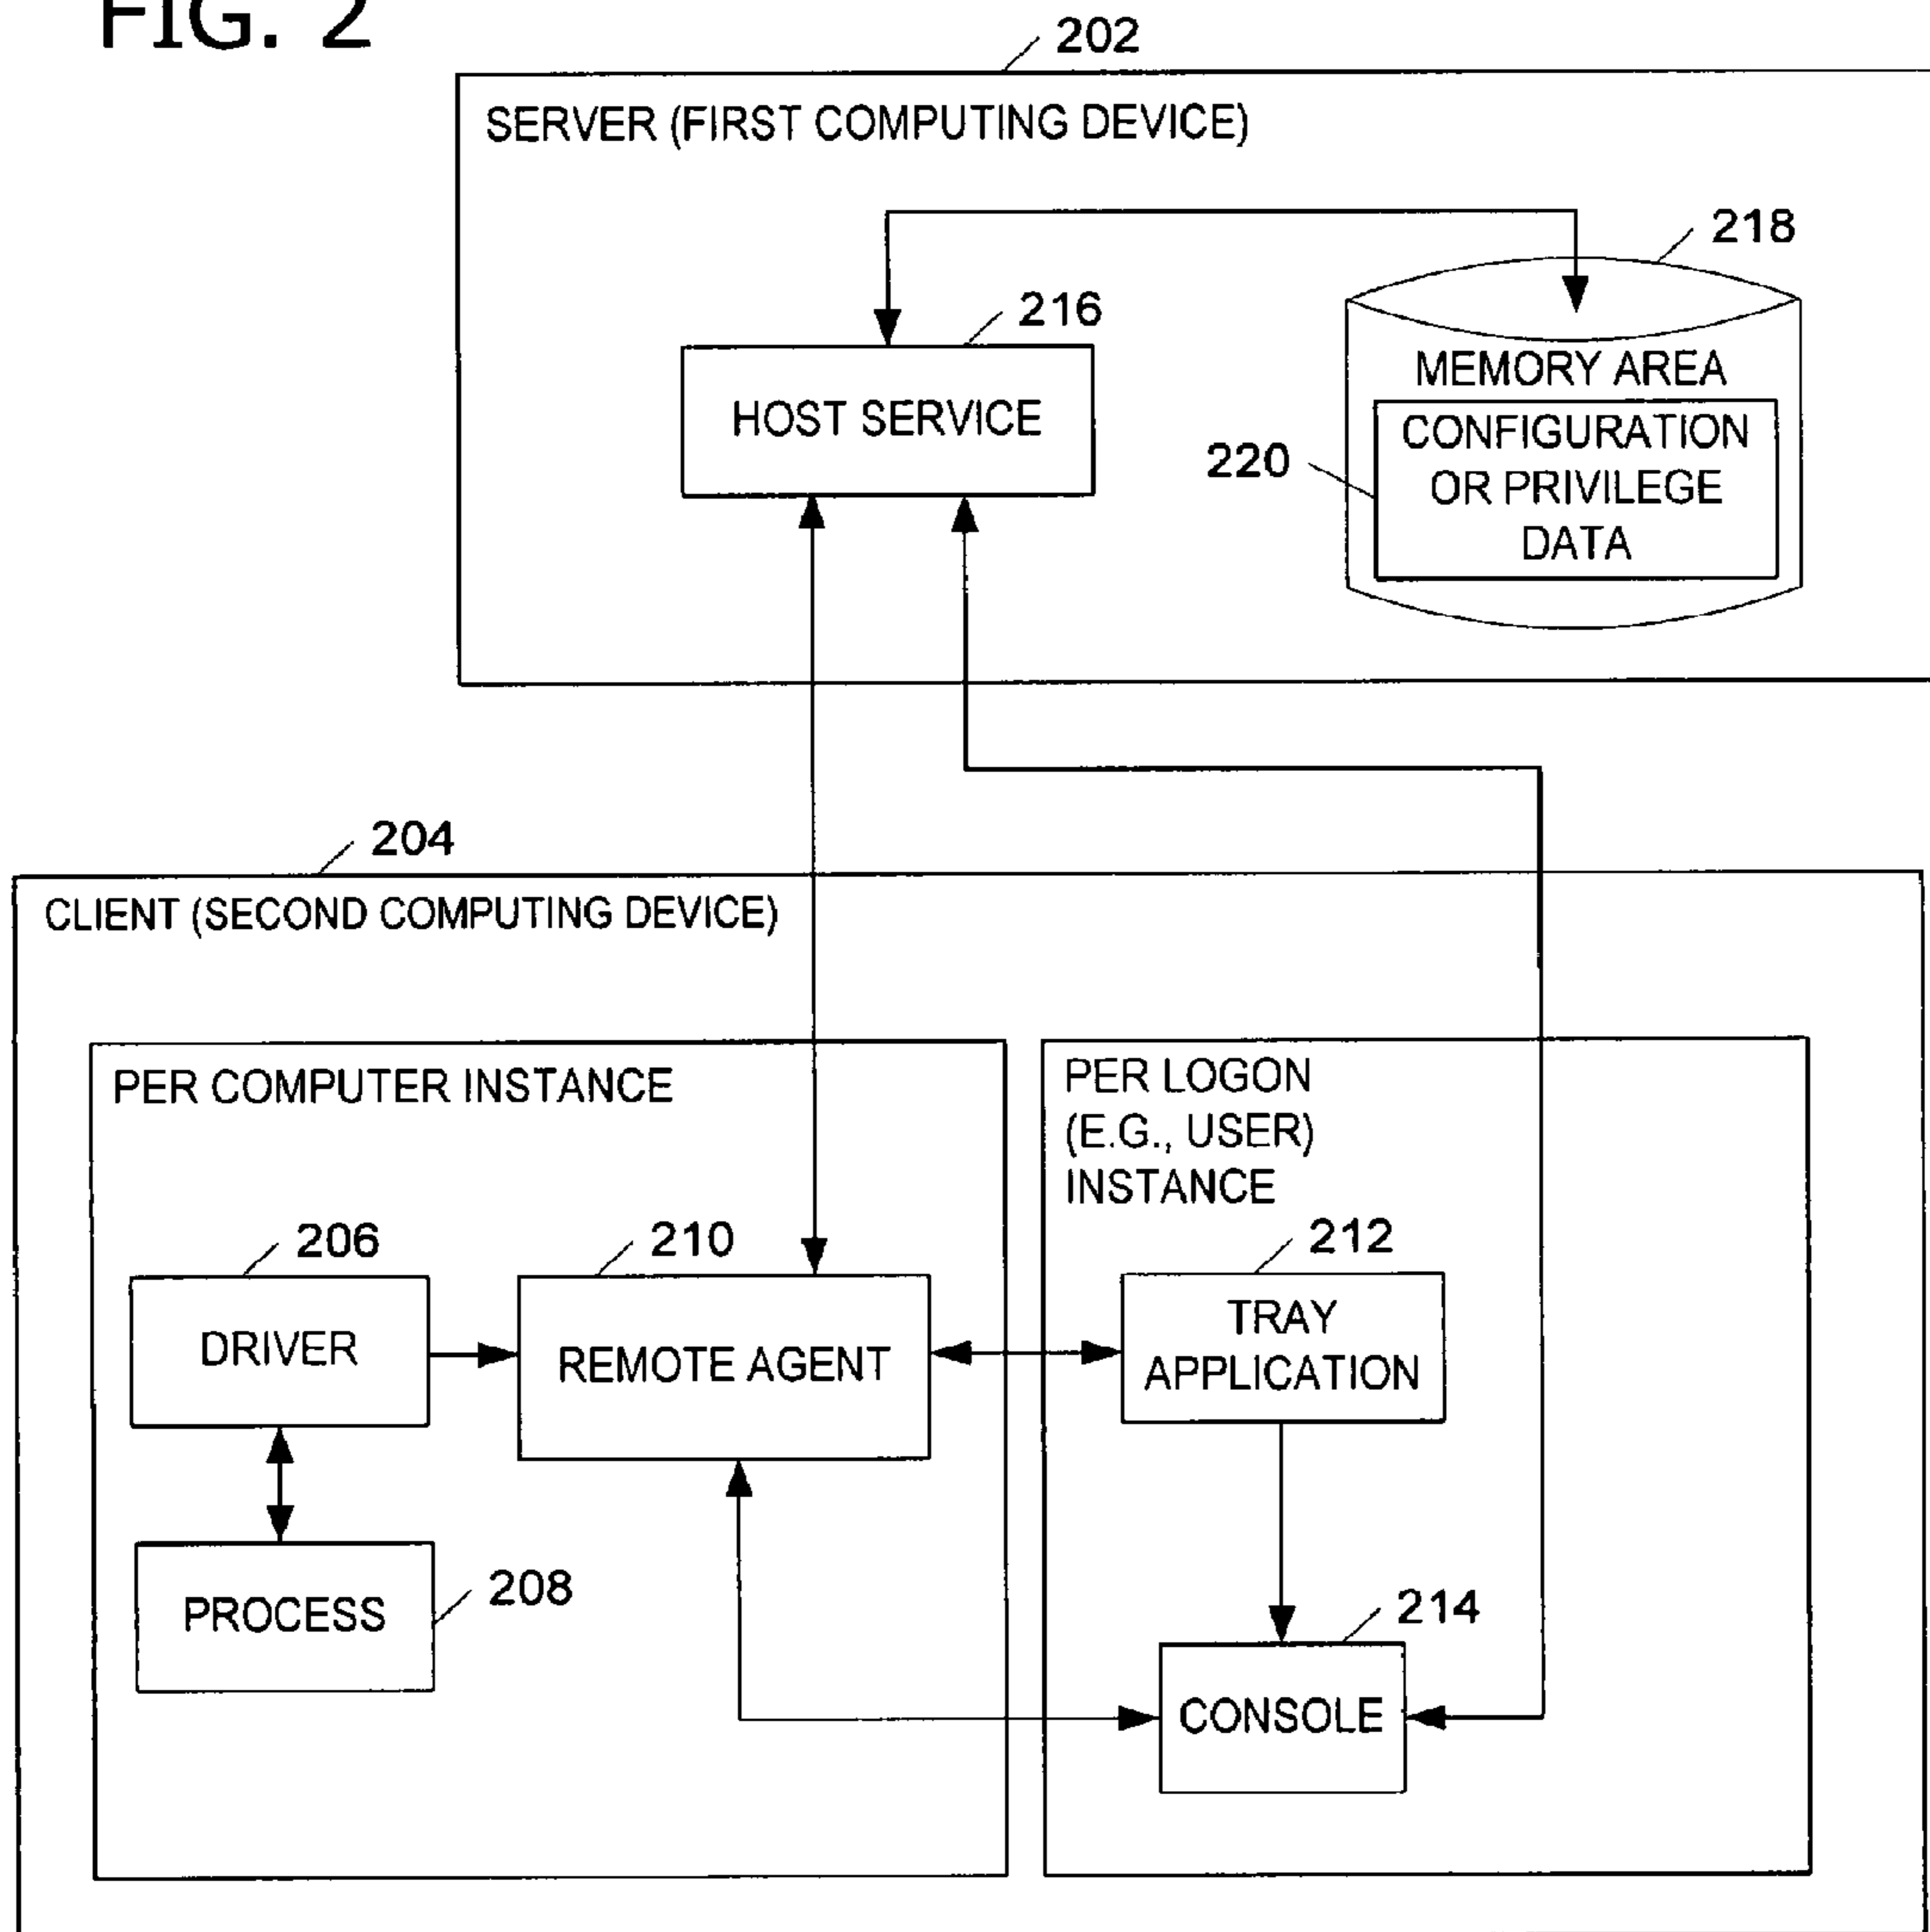 FIG. 2
202
SERVER (FIRST COMPUTING DEVICE)
218
216
MEMORY AREA
HOST SERVICE
CONFIGURATION
OR PRIVILEGE
DATA
220
204
CLIENT (SECOND COMPUTING DEVICE)
PER COMPUTER INSTANCE
PER LOGON
(E.G., USER)
INSTANCE
206
210
212
DRIVER
REMOTE AGENT
TRAY
APPLICATION
208
PROCESS
214
CONSOLE